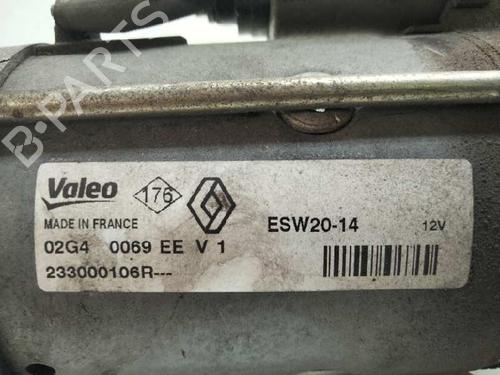 B-PARTS
Valeo 176
MADE IN FRANCE ESW20-14 12V
02G4 0069 EE V 1
233000106R---